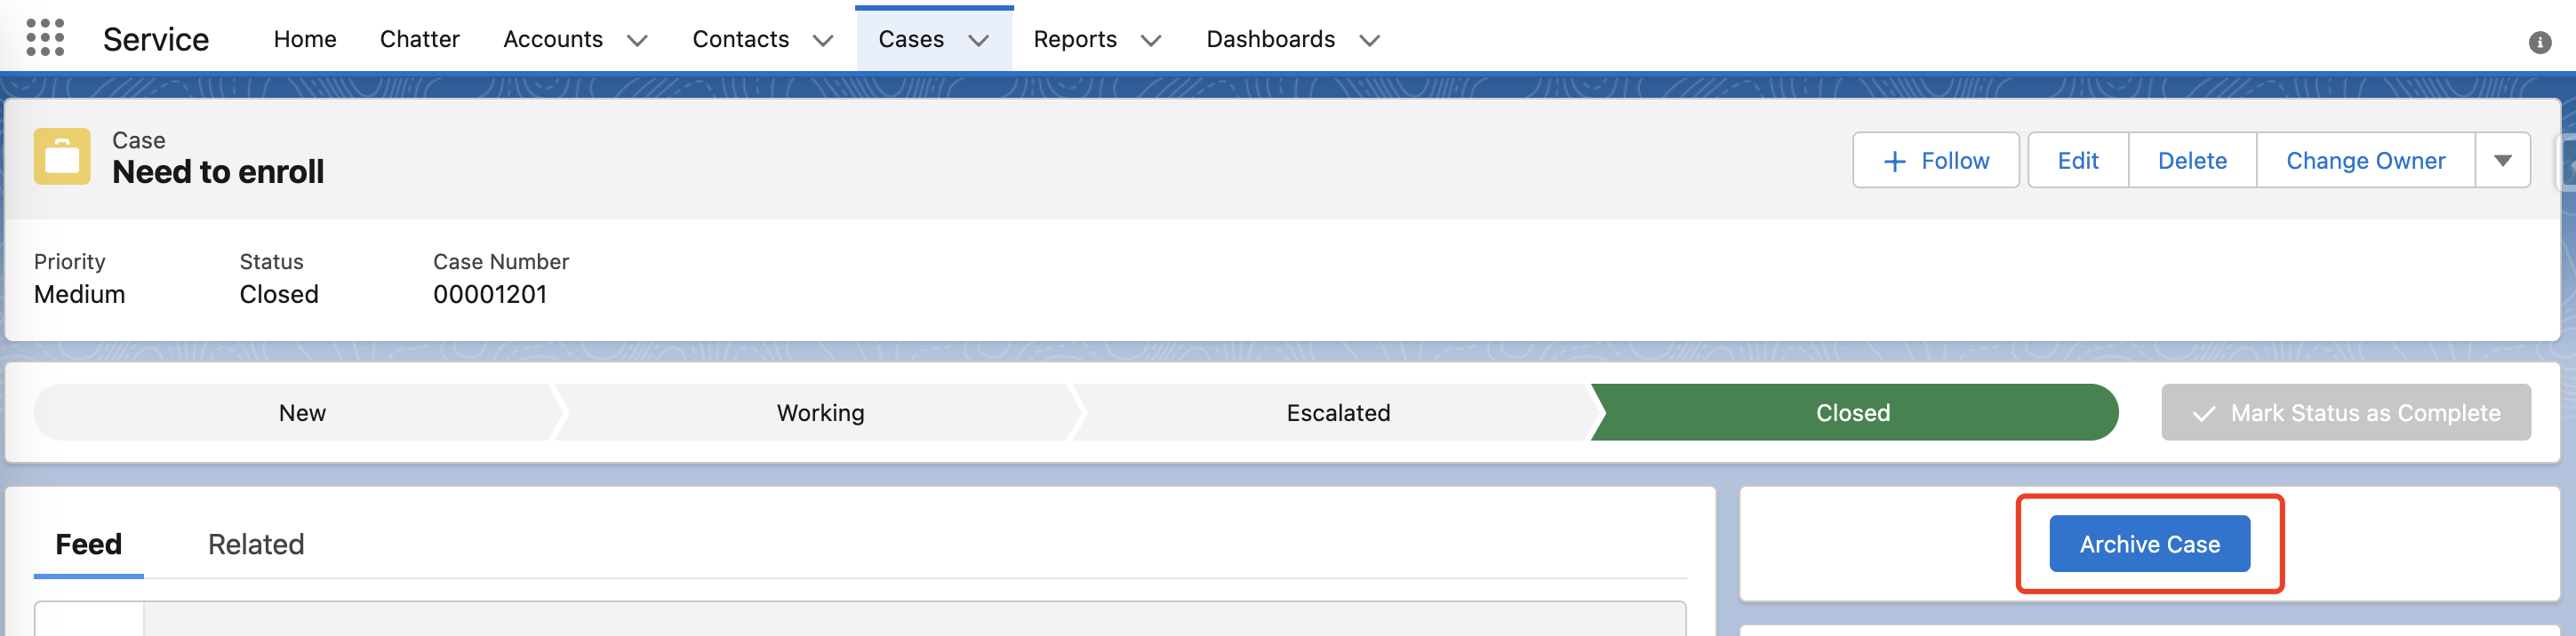 Service Home Chatter Accounts Contacts Cases Reports Dashboards
Case
Need to enroll
Follow Edit Delete Change Owner
Priority Status Case Number
Medium Closed 00001201
New Working Escalated Closed Mark Status as Complete
Feed Related
Archive Case